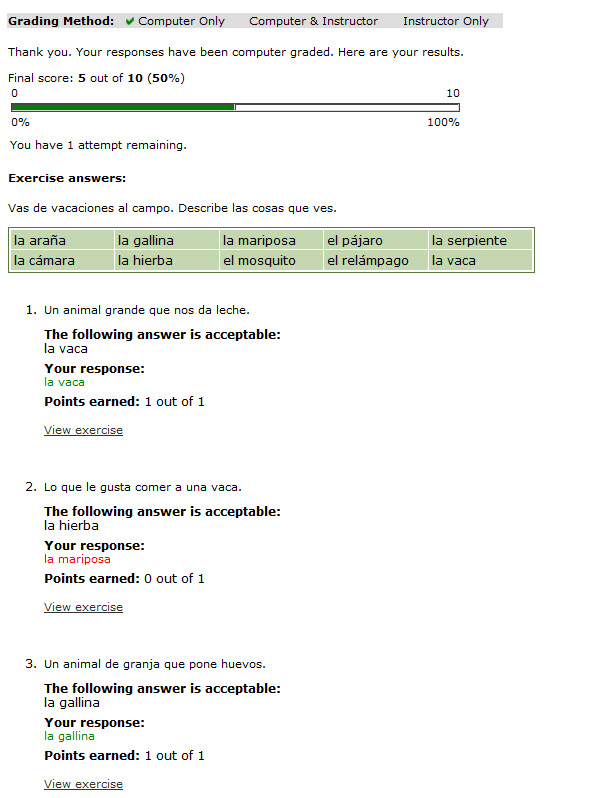 Grading Method: Computer Only Computer & Instructor Instructor Only
Thank you. Your responses have been computer graded. Here are your results.
Final score: 5 out of 10 (50%)
0 10
0% 100%
You have 1 attempt remaining.
Exercise answers:
Vas de vacaciones al campo. Describe las cosas que ves.
la araña la gallina la mariposa el pájaro la serpiente
la cámara la hierba el mosquito el relámpago la vaca
1. Un animal grande que nos da leche.
The following answer is acceptable:
la vaca
Your response:
la vaca
Points earned: 1 out of 1
View exercise
2. Lo que le gusta comer a una vaca.
The following answer is acceptable:
la hierba
Your response:
la mariposa
Points earned: 0 out of 1
View exercise
3. Un animal de granja que pone huevos.
The following answer is acceptable:
la gallina
Your response:
la gallina
Points earned: 1 out of 1
View exercise